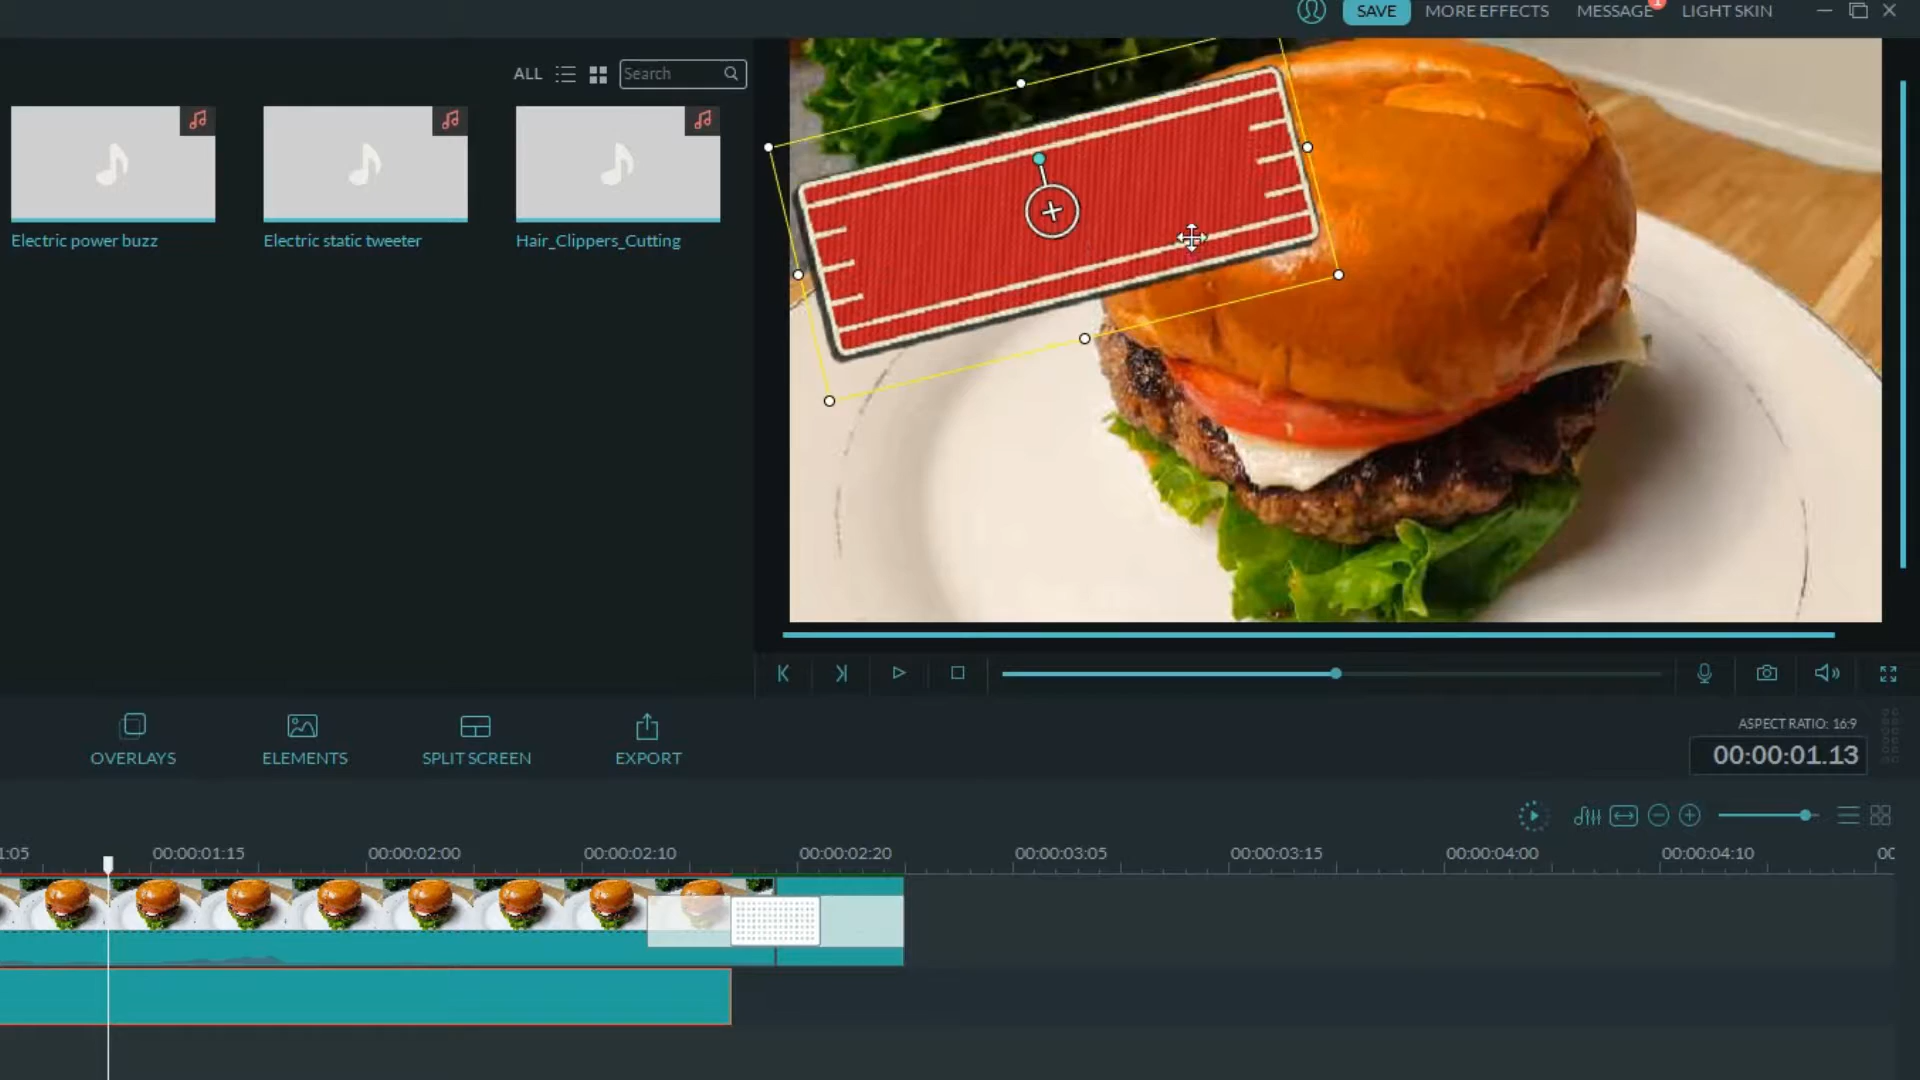 SAVE
MORE EFFECTS
MESSAGE
1
LIGHT SKIN
ALL
Search
Electric power buzz
Electric static tweeter
Hair_Clippers_Cutting
OVERLAYS
ELEMENTS
SPLIT SCREEN
EXPORT
ASPECT RATIO: 16:9
00:00:01.13
1:05
00:00:01:15
00:00:02:00
00:00:02:10
00:00:02:20
00:00:03:05
00:00:03:15
00:00:04:00
00:00:04:10
00